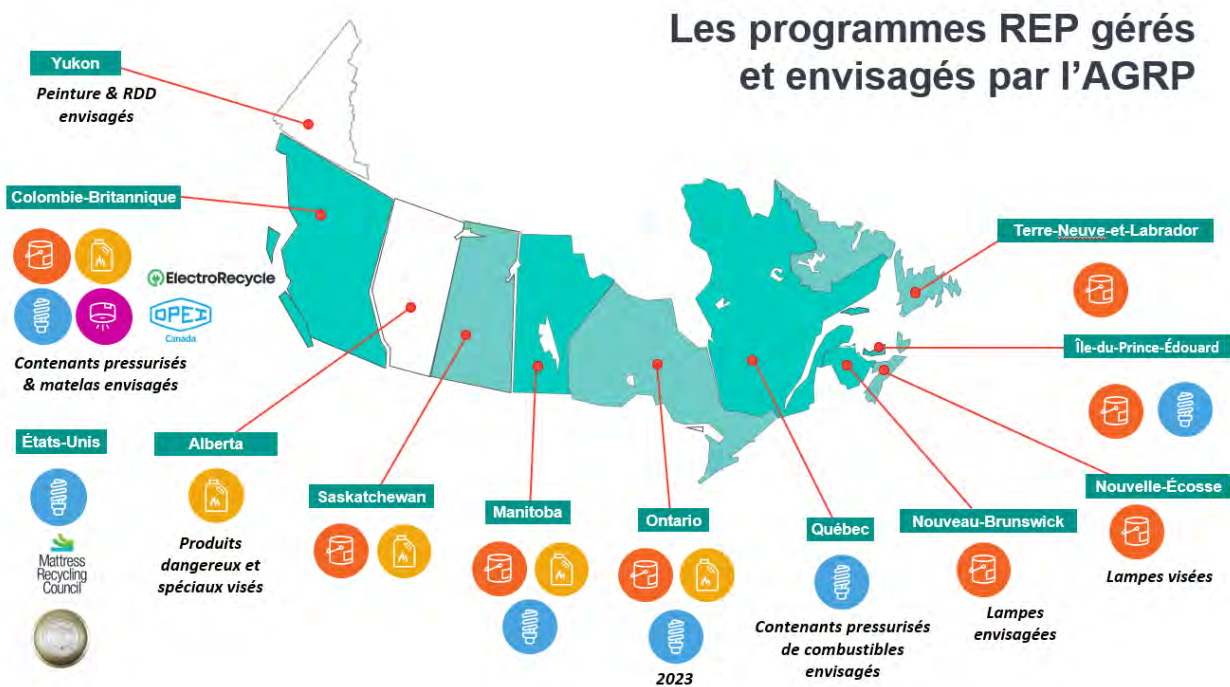 Les programmes REP gérés
et envisagés par l'AGRP
Yukon
Peinture & RDD
envisagés
Colombie-Britannique
ElectroRecycle
OPEI
Canada
Contenants pressurisés
& matelas envisagés
États-Unis
Mattress
Recycling
Council
Alberta
Produits
dangereux et
spéciaux visés
Saskatchewan
Manitoba
Ontario
2023
Québec
Contenants pressurisés
de combustibles
envisagés
Nouveau-Brunswick
Lampes
envisagées
Nouvelle-Écosse
Lampes visées
Île-du-Prince-Édouard
Terre-Neuve-et-Labrador